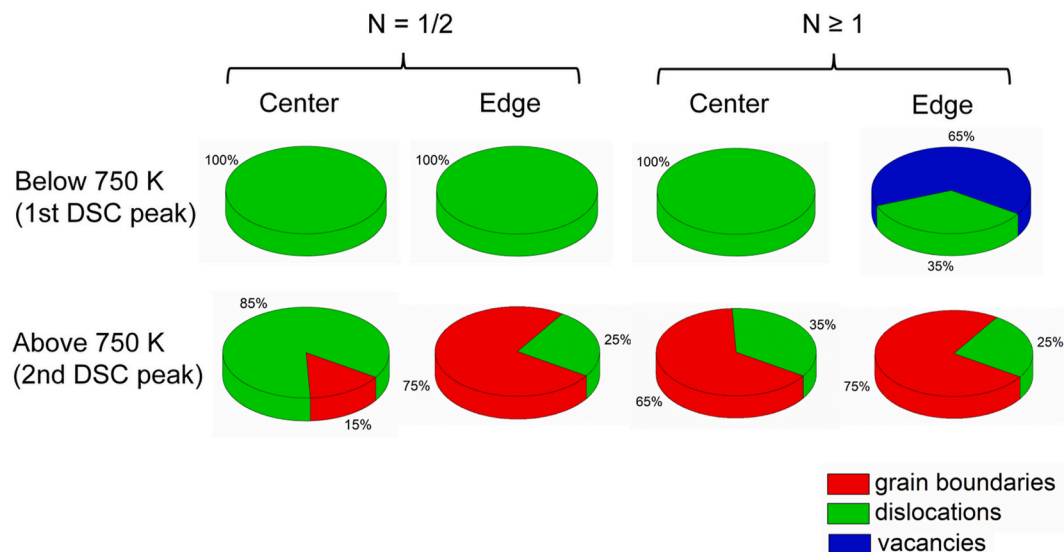 N = 1/2
N ≥ 1
Center
Edge
Center
Edge
Below 750 K
(1st DSC peak)
100%
100%
100%
65%
35%
Above 750 K
(2nd DSC peak)
85%
15%
25%
75%
35%
65%
25%
75%
grain boundaries
dislocations
vacancies